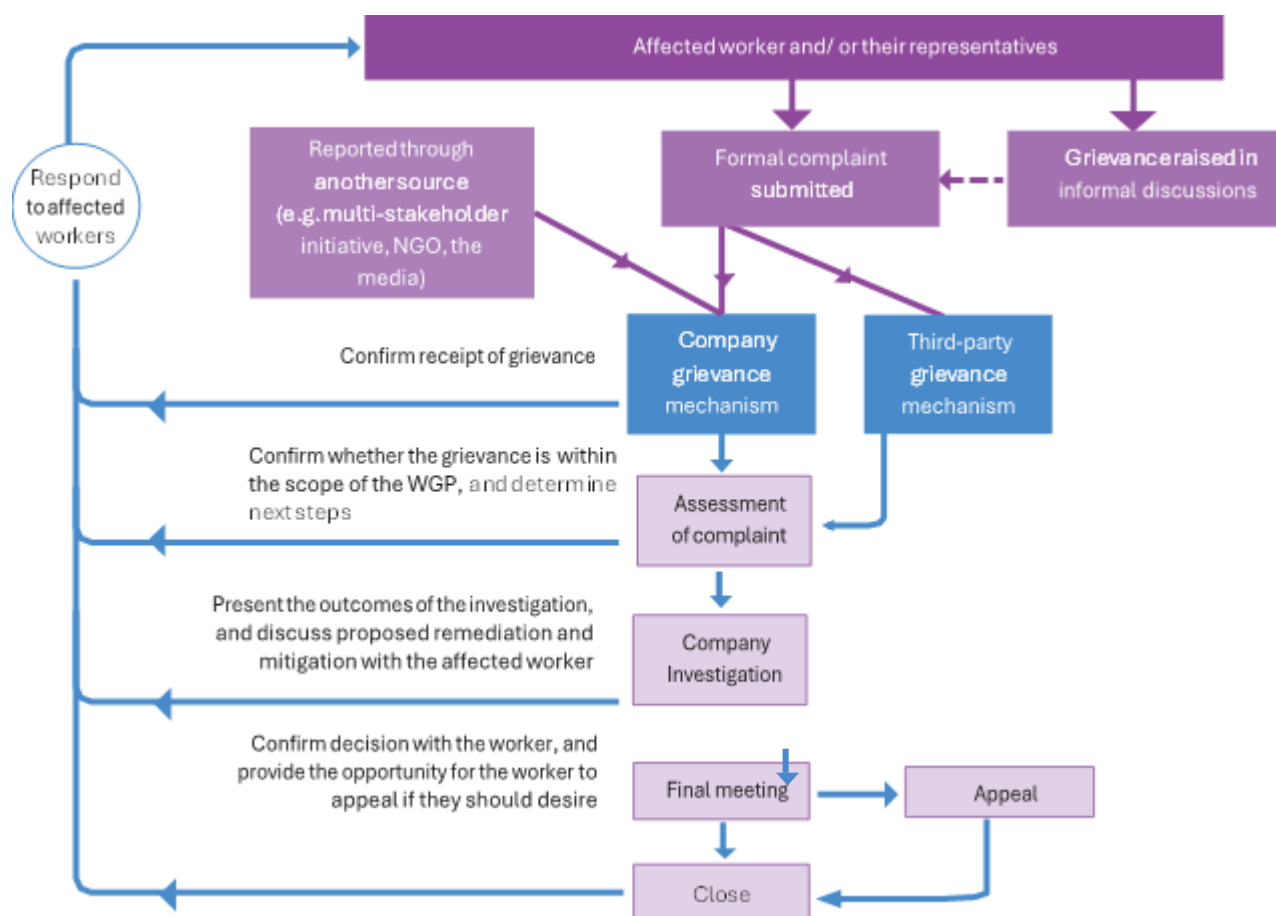 Affected worker and/ or their representatives
Reported through
another source
(e.g. multi-stakeholder
initiative, NGO, the
media)
Formal complaint
submitted
Grievance raised in
informal discussions
Respond
to affected
workers
Company
grievance
mechanism
Third-party
grievance
mechanism
Confirm receipt of grievance
Confirm whether the grievance is within
the scope of the WGP, and determine
next steps
Assessment
of complaint
Present the outcomes of the investigation,
and discuss proposed remediation and
mitigation with the affected worker
Company
Investigation
Confirm decision with the worker, and
provide the opportunity for the worker to
appeal if they should desire
Final meeting
Appeal
Close